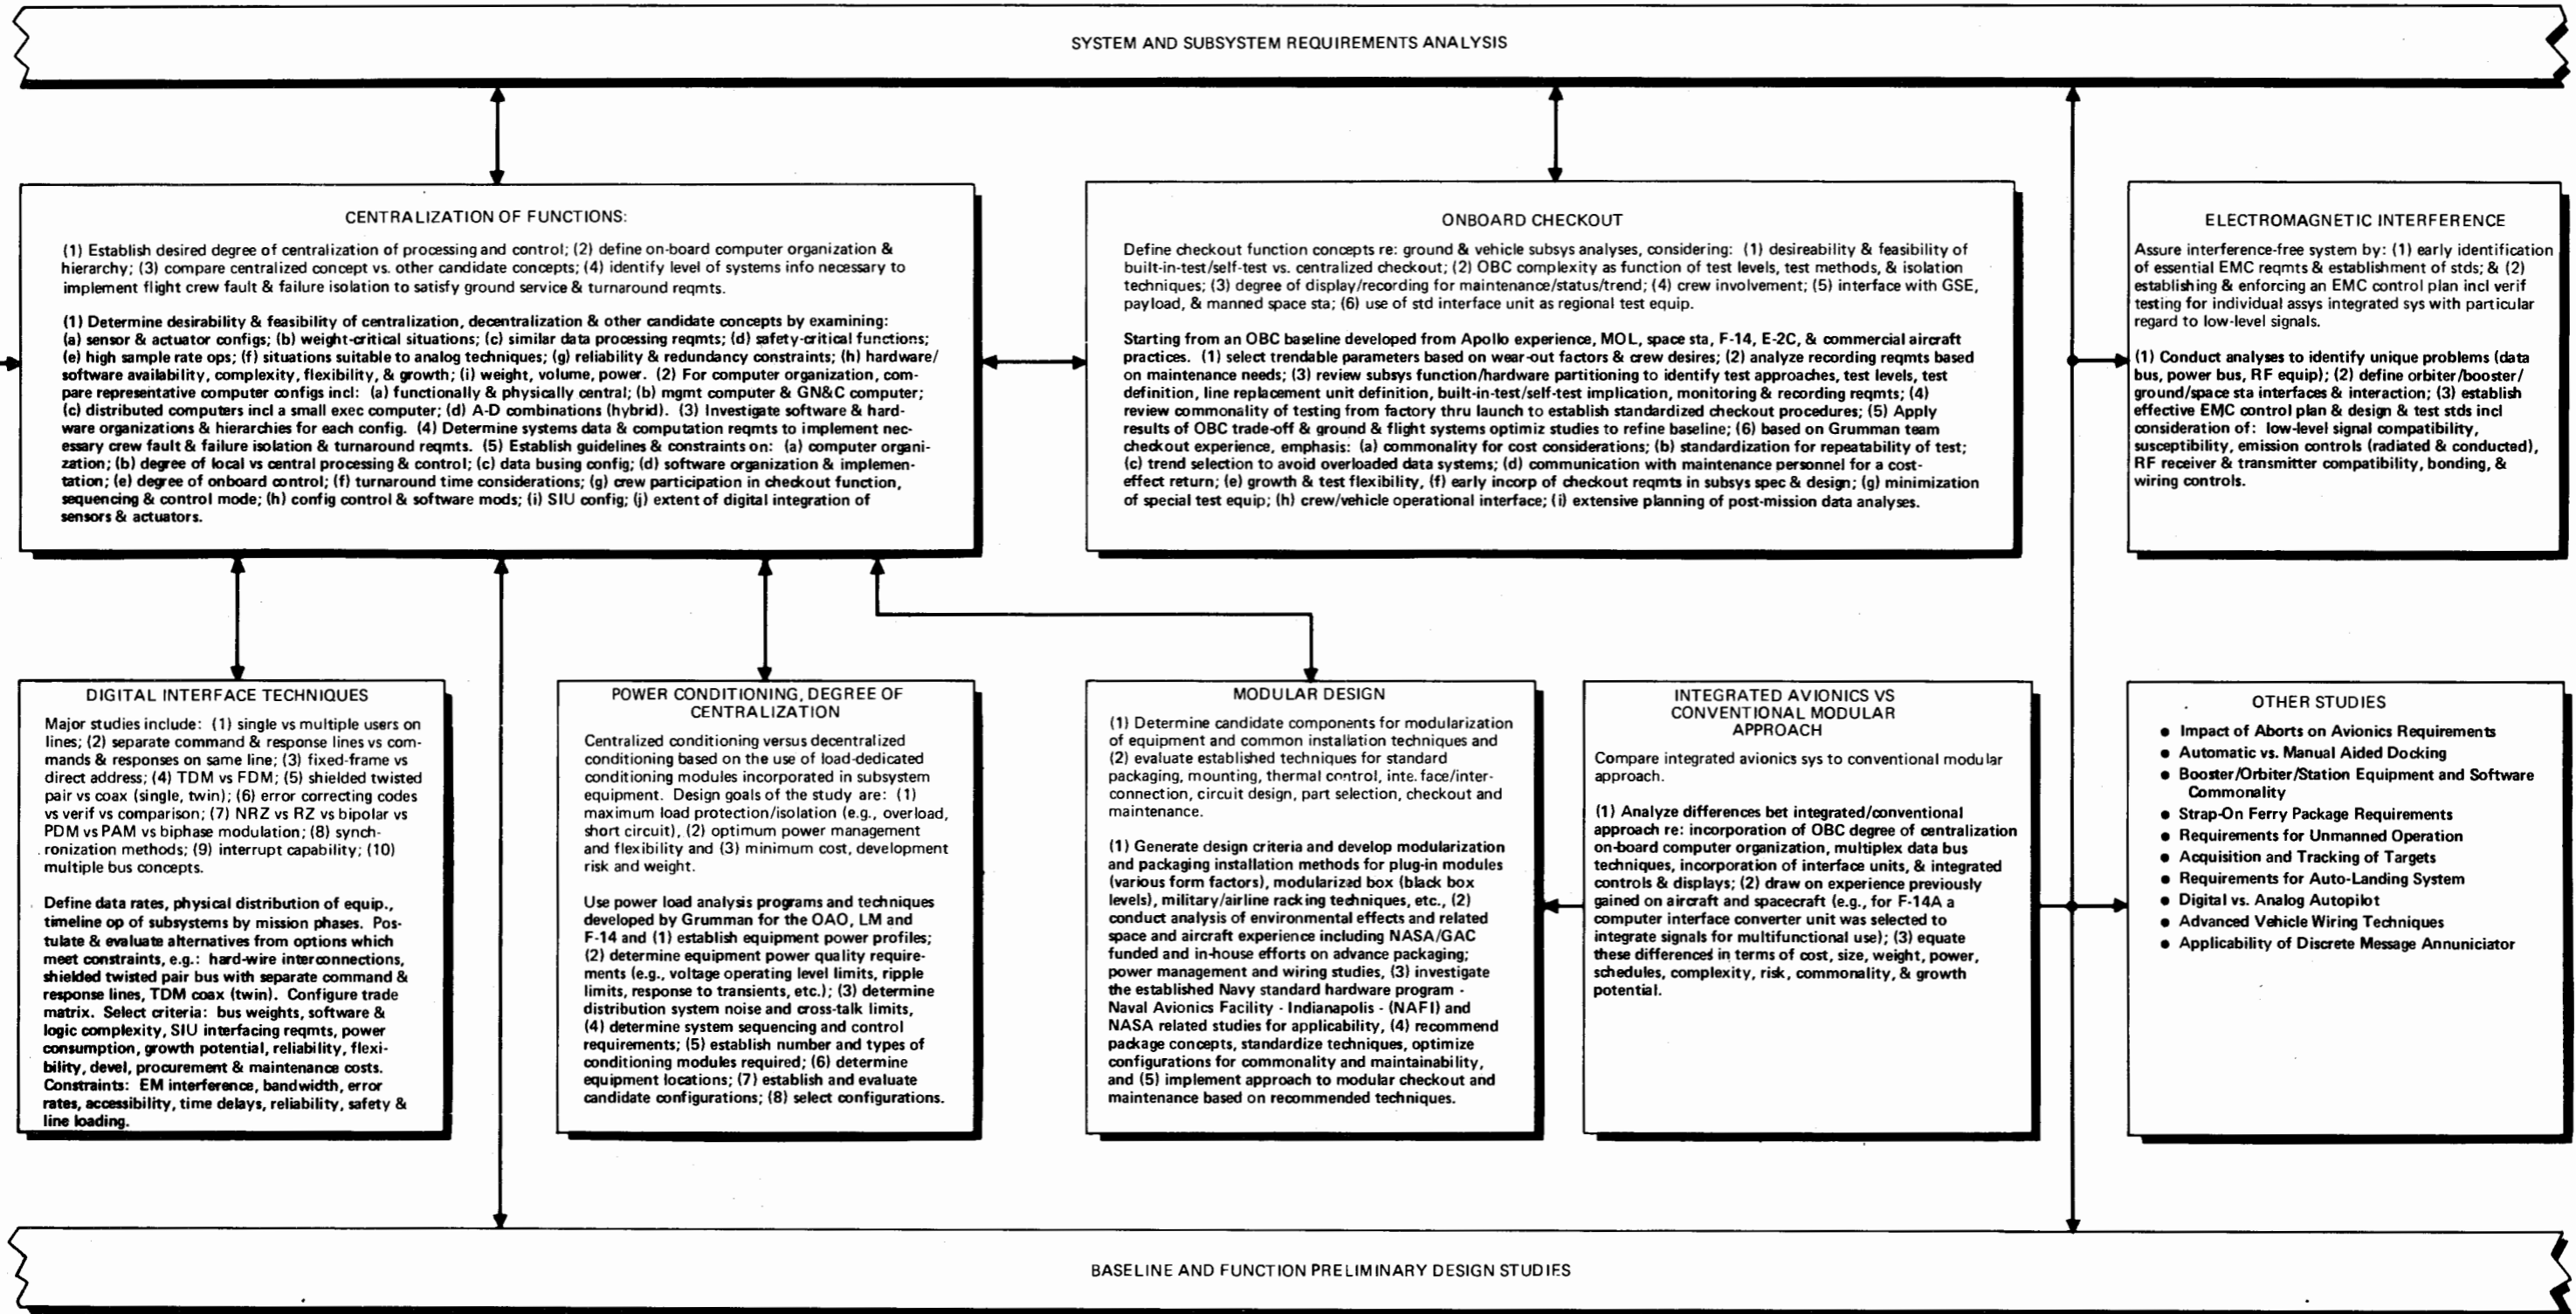 SYSTEM AND SUBSYSTEM REQUIREMENTS ANALYSIS
CENTRALIZATION OF FUNCTIONS:
(1) Establish desired degree of centralization of processing and control; (2) define on-board computer organization &
hierarchy; (3) compare centralized concept vs. other candidate concepts; (4) identify level of systems info necessary to
implement flight crew fault & failure isolation to satisfy ground service & turnaround reqmts.
(1) Determine desirability & feasibility of centralization, decentralization & other candidate concepts by examining:
(a) sensor & actuator configs; (b) weight-critical situations; (c) similar data processing reqmts; (d) safety-critical functions;
(e) high sample rate ops; (f) situations suitable to analog techniques; (g) reliability & redundancy constraints; (h) hardware/
software availability, complexity, flexibility, & growth; (i) weight, volume, power. (2) For computer organization, com-
pare representative computer configs incl: (a) functionally & physically central; (b) mgmt computer & GN&C computer;
(c) distributed computers incl a small exec computer; (d) A-D combinations (hybrid). (3) Investigate software & hard-
ware organizations & hierarchies for each config. (4) Determine systems data & computation reqmts to implement nec-
essary crew fault & failure isolation & turnaround reqmts. (5) Establish guidelines & constraints on: (a) computer organi-
zation; (b) degree of local vs central processing & control; (c) data busing config; (d) software organization & implemen-
tation; (e) degree of onboard control; (f) turnaround time considerations; (g) crew participation in checkout function,
sequencing & control mode; (h) config control & software mods; (i) SIU config; (j) extent of digital integration of
sensors & actuators.
ONBOARD CHECKOUT
Define checkout function concepts re: ground & vehicle subsys analyses, considering: (1) desireability & feasibility of
built-in-test/self-test vs. centralized checkout; (2) OBC complexity as function of test levels, test methods, & isolation
techniques; (3) degree of display/recording for maintenance/status/trend; (4) crew involvement; (5) interface with GSE,
payload, & manned space sta; (6) use of std interface unit as regional test equip.
Starting from an OBC baseline developed from Apollo experience, MOL, space sta, F-14, E-2C, & commercial aircraft
practices. (1) select trendable parameters based on wear-out factors & crew desires; (2) analyze recording reqmts based
on maintenance needs; (3) review subsys function/hardware partitioning to identify test approaches, test levels, test
definition, line replacement unit definition, built-in-test/self-test implication, monitoring & recording reqmts; (4)
review commonality of testing from factory thru launch to establish standardized checkout procedures; (5) Apply
results of OBC trade-off & ground & flight systems optimiz studies to refine baseline; (6) based on Grumman team
checkout experience, emphasis: (a) commonality for cost considerations; (b) standardization for repeatability of test;
(c) trend selection to avoid overloaded data systems; (d) communication with maintenance personnel for a cost-
effect return; (e) growth & test flexibility, (f) early incorp of checkout reqmts in subsys spec & design; (g) minimization
of special test equip; (h) crew/vehicle operational interface; (i) extensive planning of post-mission data analyses.
ELECTROMAGNETIC INTERFERENCE
Assure interference-free system by: (1) early identification
of essential EMC reqmts & establishment of stds; & (2)
establishing & enforcing an EMC control plan incl verif
testing for individual assys integrated sys with particular
regard to low-level signals.
(1) Conduct analyses to identify unique problems (data
bus, power bus, RF equip); (2) define orbiter/booster/
ground/space sta interfaces & interaction; (3) establish
effective EMC control plan & design & test stds incl
consideration of: low-level signal compatibility,
susceptibility, emission controls (radiated & conducted),
RF receiver & transmitter compatibility, bonding, &
wiring controls.
DIGITAL INTERFACE TECHNIQUES
Major studies include: (1) single vs multiple users on
lines; (2) separate command & response lines vs com-
mands & responses on same line; (3) fixed-frame vs
direct address; (4) TDM vs FDM; (5) shielded twisted
pair vs coax (single, twin); (6) error correcting codes
vs verif vs comparison; (7) NRZ vs RZ vs bipolar vs
PDM vs PAM vs biphase modulation; (8) synch-
ronization methods; (9) interrupt capability; (10)
multiple bus concepts.
Define data rates, physical distribution of equip.,
timeline op of subsystems by mission phases. Pos-
tulate & evaluate alternatives from options which
meet constraints, e.g.: hard-wire interconnections,
shielded twisted pair bus with separate command &
response lines, TDM coax (twin). Configure trade
matrix. Select criteria: bus weights, software &
logic complexity, SIU interfacing reqmts, power
consumption, growth potential, reliability, flexi-
bility, devel, procurement & maintenance costs.
Constraints: EM interference, bandwidth, error
rates, accessibility, time delays, reliability, safety &
line loading.
POWER CONDITIONING, DEGREE OF
CENTRALIZATION
Centralized conditioning versus decentralized
conditioning based on the use of load-dedicated
conditioning modules incorporated in subsystem
equipment. Design goals of the study are: (1)
maximum load protection/isolation (e.g., overload,
short circuit), (2) optimum power management
and flexibility and (3) minimum cost, development
risk and weight.
Use power load analysis programs and techniques
developed by Grumman for the OAO, LM and
F-14 and (1) establish equipment power profiles;
(2) determine equipment power quality require-
ments (e.g., voltage operating level limits, ripple
limits, response to transients, etc.); (3) determine
distribution system noise and cross-talk limits,
(4) determine system sequencing and control
requirements; (5) establish number and types of
conditioning modules required; (6) determine
equipment locations; (7) establish and evaluate
candidate configurations; (8) select configurations.
MODULAR DESIGN
(1) Determine candidate components for modularization
of equipment and common installation techniques and
(2) evaluate established techniques for standard
packaging, mounting, thermal control, inte.face/inter-
connection, circuit design, part selection, checkout and
maintenance.
(1) Generate design criteria and develop modularization
and packaging installation methods for plug-in modules
(various form factors), modularized box (black box
levels), military/airline racking techniques, etc., (2)
conduct analysis of environmental effects and related
space and aircraft experience including NASA/GAC
funded and in-house efforts on advance packaging;
power management and wiring studies, (3) investigate
the established Navy standard hardware program -
Naval Avionics Facility - Indianapolis - (NAFI) and
NASA related studies for applicability, (4) recommend
package concepts, standardize techniques, optimize
configurations for commonality and maintainability,
and (5) implement approach to modular checkout and
maintenance based on recommended techniques.
INTEGRATED AVIONICS VS
CONVENTIONAL MODULAR
APPROACH
Compare integrated avionics sys to conventional modular
approach.
(1) Analyze differences bet integrated/conventional
approach re: incorporation of OBC degree of centralization
on-board computer organization, multiplex data bus
techniques, incorporation of interface units, & integrated
controls & displays; (2) draw on experience previously
gained on aircraft and spacecraft (e.g., for F-14A a
computer interface converter unit was selected to
integrate signals for multifunctional use); (3) equate
these differences in terms of cost, size, weight, power,
schedules, complexity, risk, commonality, & growth
potential.
OTHER STUDIES
● Impact of Aborts on Avionics Requirements
● Automatic vs. Manual Aided Docking
● Booster/Orbiter/Station Equipment and Software
Commonality
● Strap-On Ferry Package Requirements
● Requirements for Unmanned Operation
● Acquisition and Tracking of Targets
● Requirements for Auto-Landing System
● Digital vs. Analog Autopilot
● Advanced Vehicle Wiring Techniques
● Applicability of Discrete Message Annuniciator
BASELINE AND FUNCTION PRELIMINARY DESIGN STUDIES